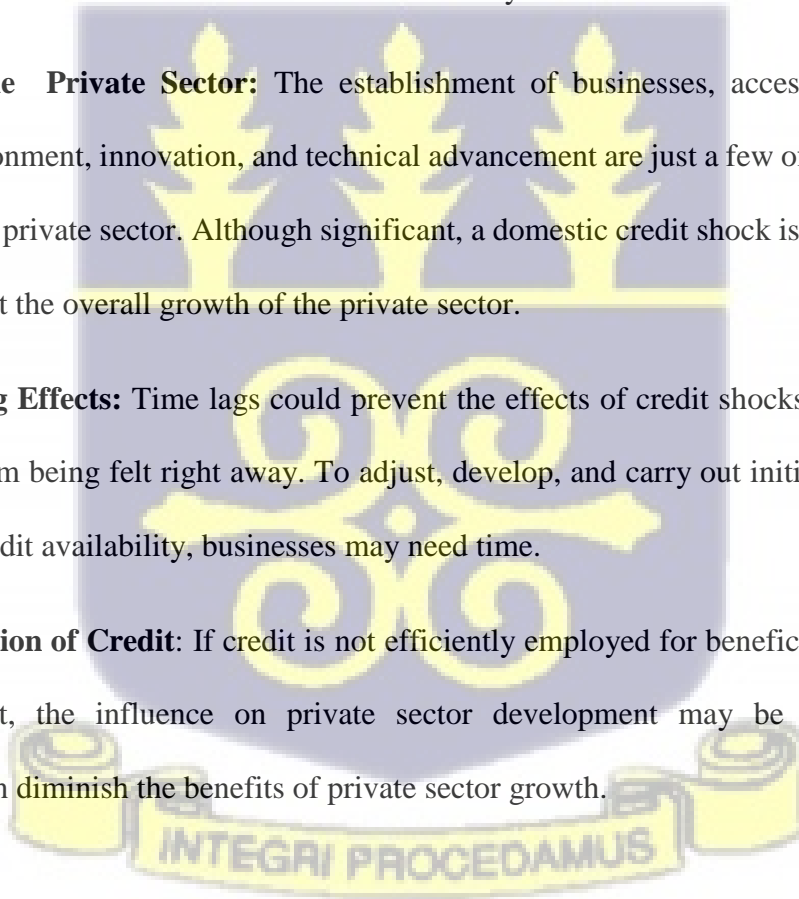 Private Sector: The establishment of businesses, acces
onment, innovation, and technical advancement are just a few o
private sector. Although significant, a domestic credit shock is
t the overall growth of the private sector.
g Effects: Time lags could prevent the effects of credit shocks
m being felt right away. To adjust, develop, and carry out initi
dit availability, businesses may need time.
ion of Credit: If credit is not efficiently employed for benefic
t, the influence on private sector development may be
n diminish the benefits of private sector growth.
INTEGRI PROCEDAMUS